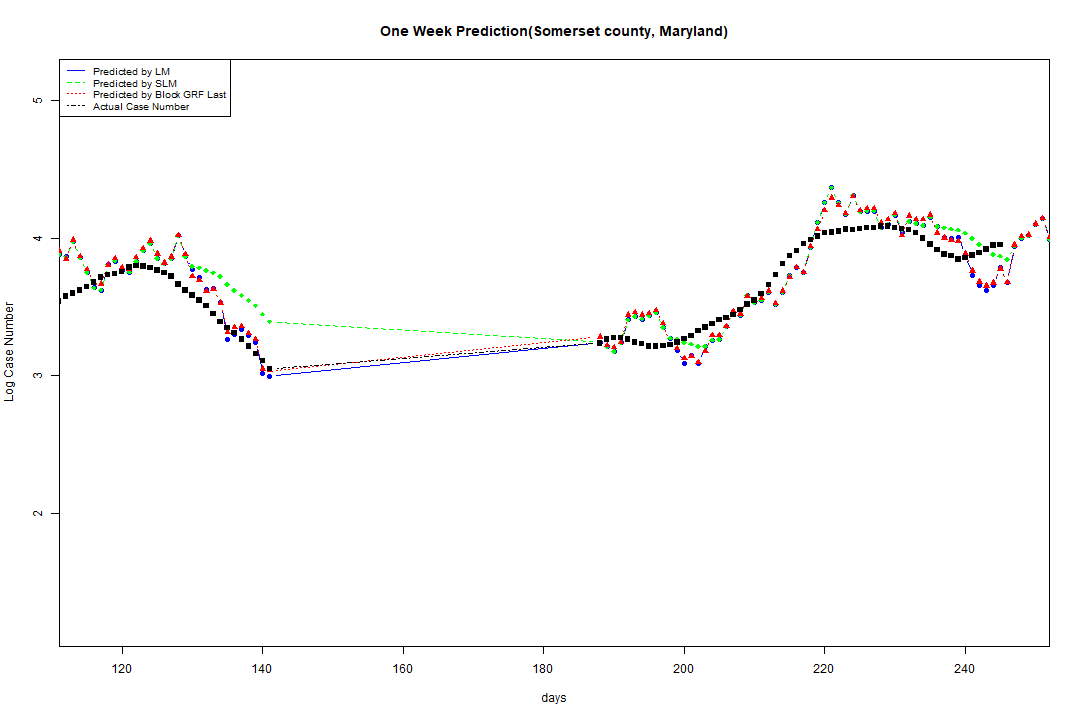 One Week Prediction(Somerset county, Maryland)
Predicted by LM
Predicted by SLM
Predicted by Block GRF Last
Actual Case Number
5
4
3
2
Log Case Number
120
140
160
180
200
220
240
days